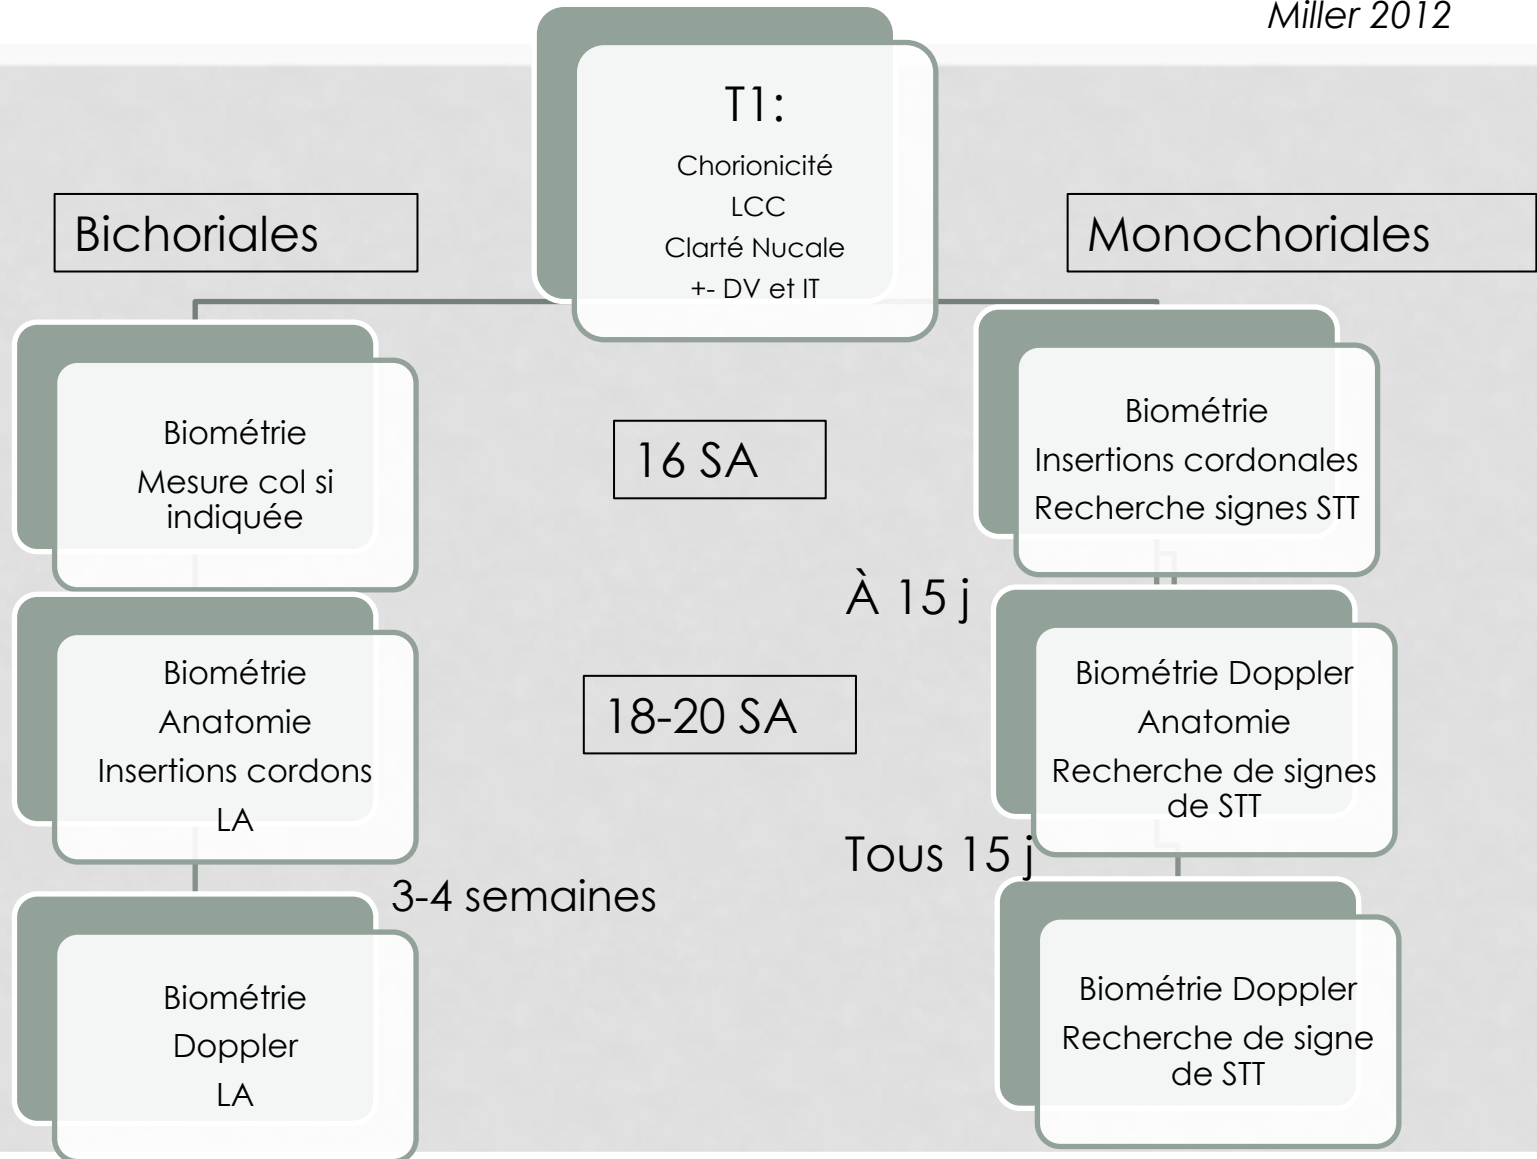 Miller 2012
T1:
Chorionicité
LCC
Clarté Nucale
+- DV et IT
Bichoriales
Monochoriales
Biométrie
Mesure col si
indiquée
16 SA
Biométrie
Insertions cordonales
Recherche signes STT
À 15 j
Biométrie
Anatomie
Insertions cordons
LA
18-20 SA
Biométrie Doppler
Anatomie
Recherche de signes
de STT
Tous 15 j
3-4 semaines
Biométrie
Doppler
LA
Biométrie Doppler
Recherche de signe
de STT